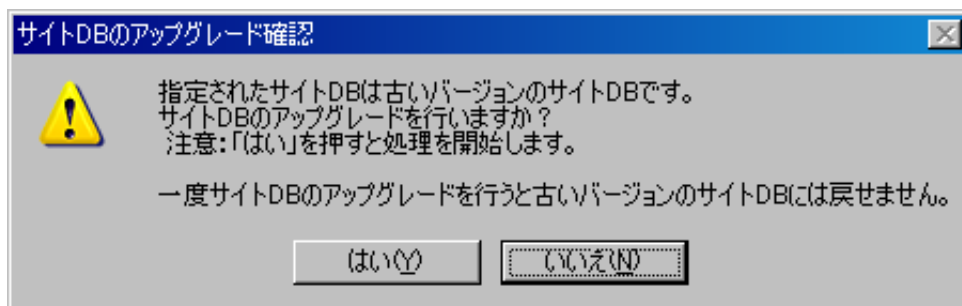 サイトDBのアップグレード確認
指定されたサイトDBは古いバージョンのサイトDBです。
サイトDBのアップグレードを行いますか？
注意：「はい」を押すと処理を開始します。
一度サイトDBのアップグレードを行うと古いバージョンのサイトDBには戻せません。
はい(Y)
いいえ(N)